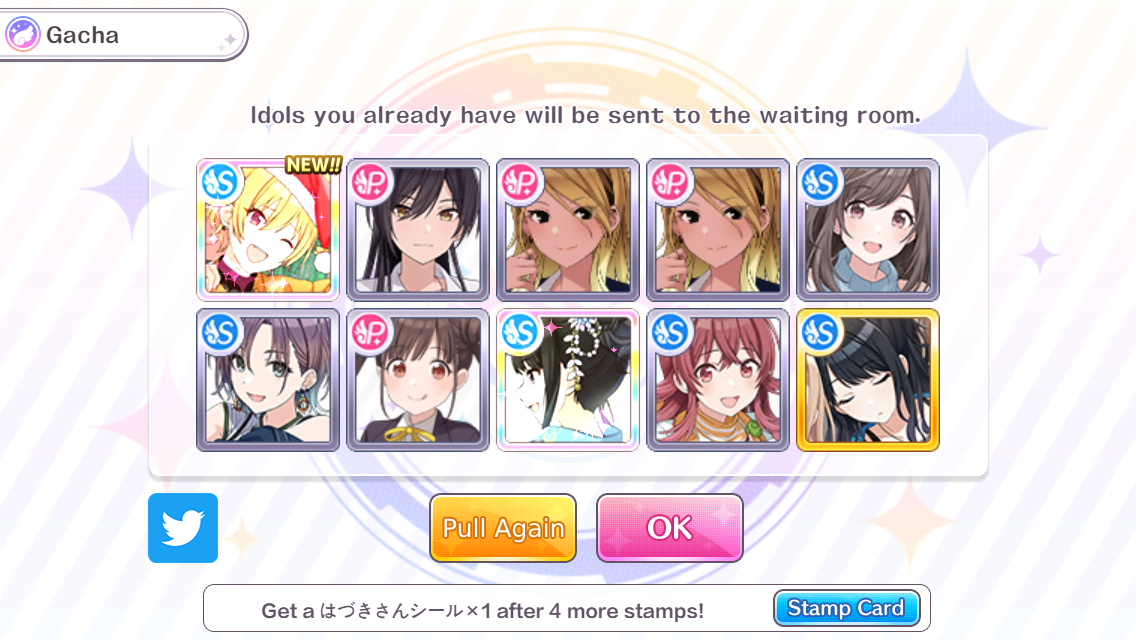 Gacha
Idols you already have will be sent to the waiting room.
NEW!!
S
P
P
P
S
S
P
S
S
S
Pull Again
OK
Get a はづきさんシール×1 after 4 more stamps!
Stamp Card